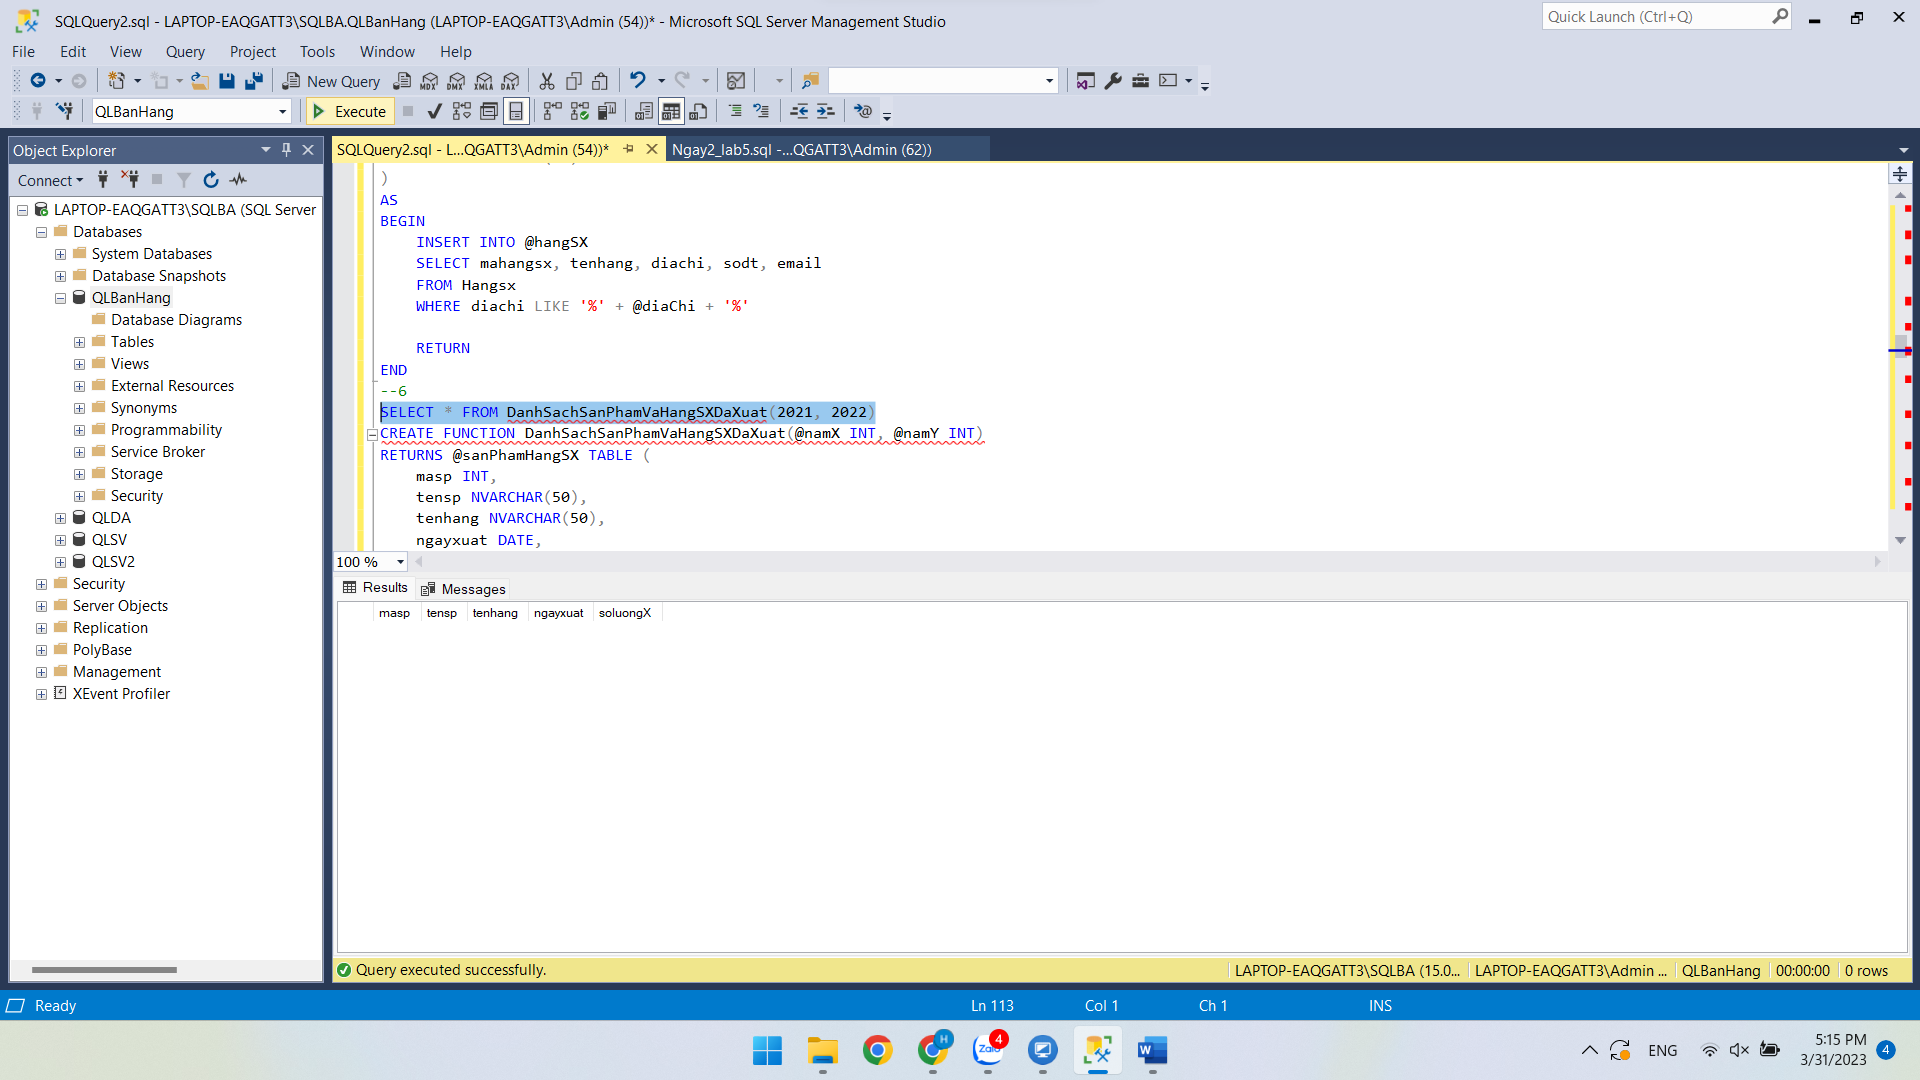 SQLQuery2.sql - LAPTOP-EAQGATT3\SQLBA.QLBanHang (LAPTOP-EAQGATT3\Admin (54))* - Microsoft SQL Server Management Studio
Quick Launch (Ctrl+Q)
File Edit View Query Project Tools Window Help
New Query MDX DMX XMLA DAX
QLBanHang Execute
Object Explorer
SQLQuery2.sql - L...QGATT3\Admin (54))* Ngay2_lab5.sql -...QGATT3\Admin (62))
Connect
LAPTOP-EAQGATT3\SQLBA (SQL Server
Databases
System Databases
Database Snapshots
QLBanHang
Database Diagrams
Tables
Views
External Resources
Synonyms
Programmability
Service Broker
Storage
Security
QLDA
QLSV
QLSV2
Security
Server Objects
Replication
PolyBase
Management
XEvent Profiler
)
AS
BEGIN
INSERT INTO @hangSX
SELECT mahangsx, tenhang, diachi, sodt, email
FROM Hangsx
WHERE diachi LIKE '%' + @diaChi + '%'
RETURN
END
--6
SELECT * FROM DanhSachSanPhamVaHangSXDaXuat(2021, 2022)
CREATE FUNCTION DanhSachSanPhamVaHangSXDaXuat(@namX INT, @namY INT)
RETURNS @sanPhamHangSX TABLE (
masp INT,
tensp NVARCHAR(50),
tenhang NVARCHAR(50),
ngayxuat DATE,
100 %
Results Messages
masp tensp tenhang ngayxuat soluongX
Query executed successfully. LAPTOP-EAQGATT3\SQLBA (15.0... LAPTOP-EAQGATT3\Admin ... QLBanHang 00:00:00 0 rows
Ready Ln 113 Col 1 Ch 1 INS
H
Zalo 4
W
ENG
5:15 PM
3/31/2023
4